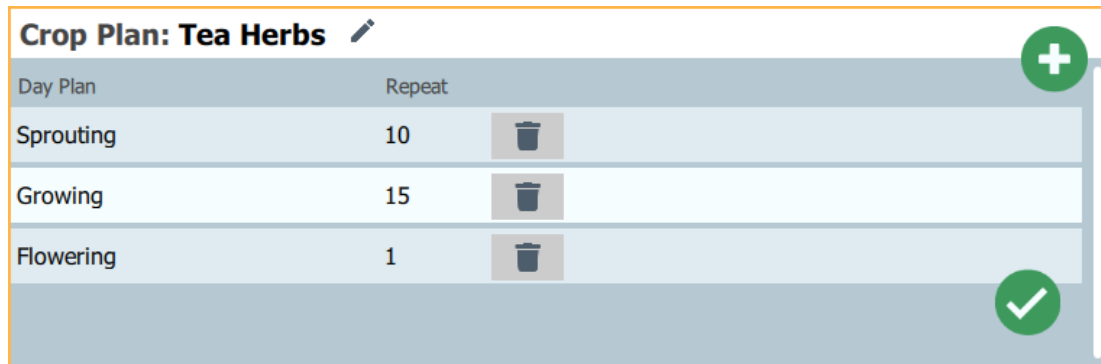 Crop Plan: Tea Herbs
Day Plan Repeat
Sprouting 10
Growing 15
Flowering 1